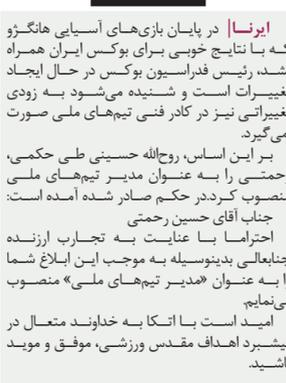 ایرنا| در پایان بازی‌های آسیایی هانگژو
که با نتایج خوبی برای بوکس ایران همراه
شد، رئیس فدراسیون بوکس در حال ایجاد
تغییرات است و شنیده می‌شود به زودی
تغییراتی نیز در کادر فنی تیم‌های ملی صورت
می‌گیرد.
بر این اساس، روح‌الله حسینی طی حکمی،
رحمتی را به عنوان مدیر تیم‌های ملی
منصوب کرد.در حکم صادر شده آمده است:
جناب آقای حسین رحمتی
احتراما با عنایت به تجارب ارزنده
جنابعالی بدینوسیله به موجب این ابلاغ شما
را به عنوان «مدیر تیم‌های ملی» منصوب
می‌نمایم.
امید است با اتکا به خداوند متعال در
پیشبرد اهداف مقدس ورزشی، موفق و موید
باشید.